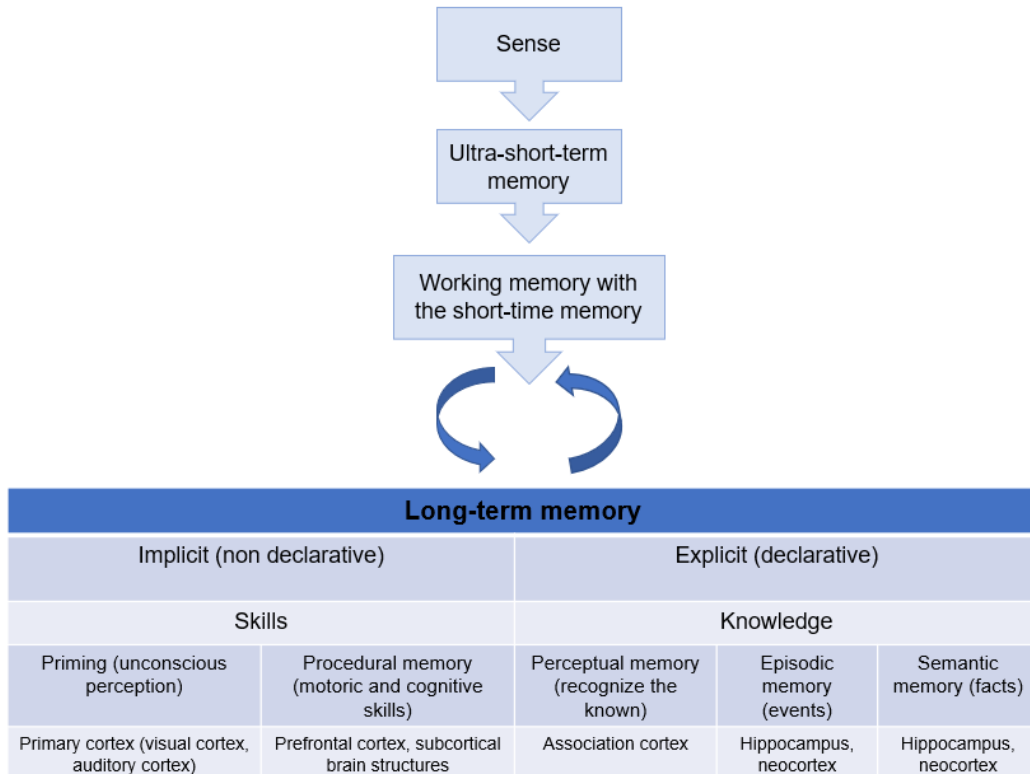 Sense
Ultra-short-term
memory
Working memory with
the short-time memory
Long-term memory
Implicit (non declarative)
Explicit (declarative)
Skills
Knowledge
Priming (unconscious
perception)
Procedural memory
(motoric and cognitive
skills)
Perceptual memory
(recognize the
known)
Episodic
memory
(events)
Semantic
memory (facts)
Primary cortex (visual cortex,
auditory cortex)
Prefrontal cortex, subcortical
brain structures
Association cortex
Hippocampus,
neocortex
Hippocampus,
neocortex